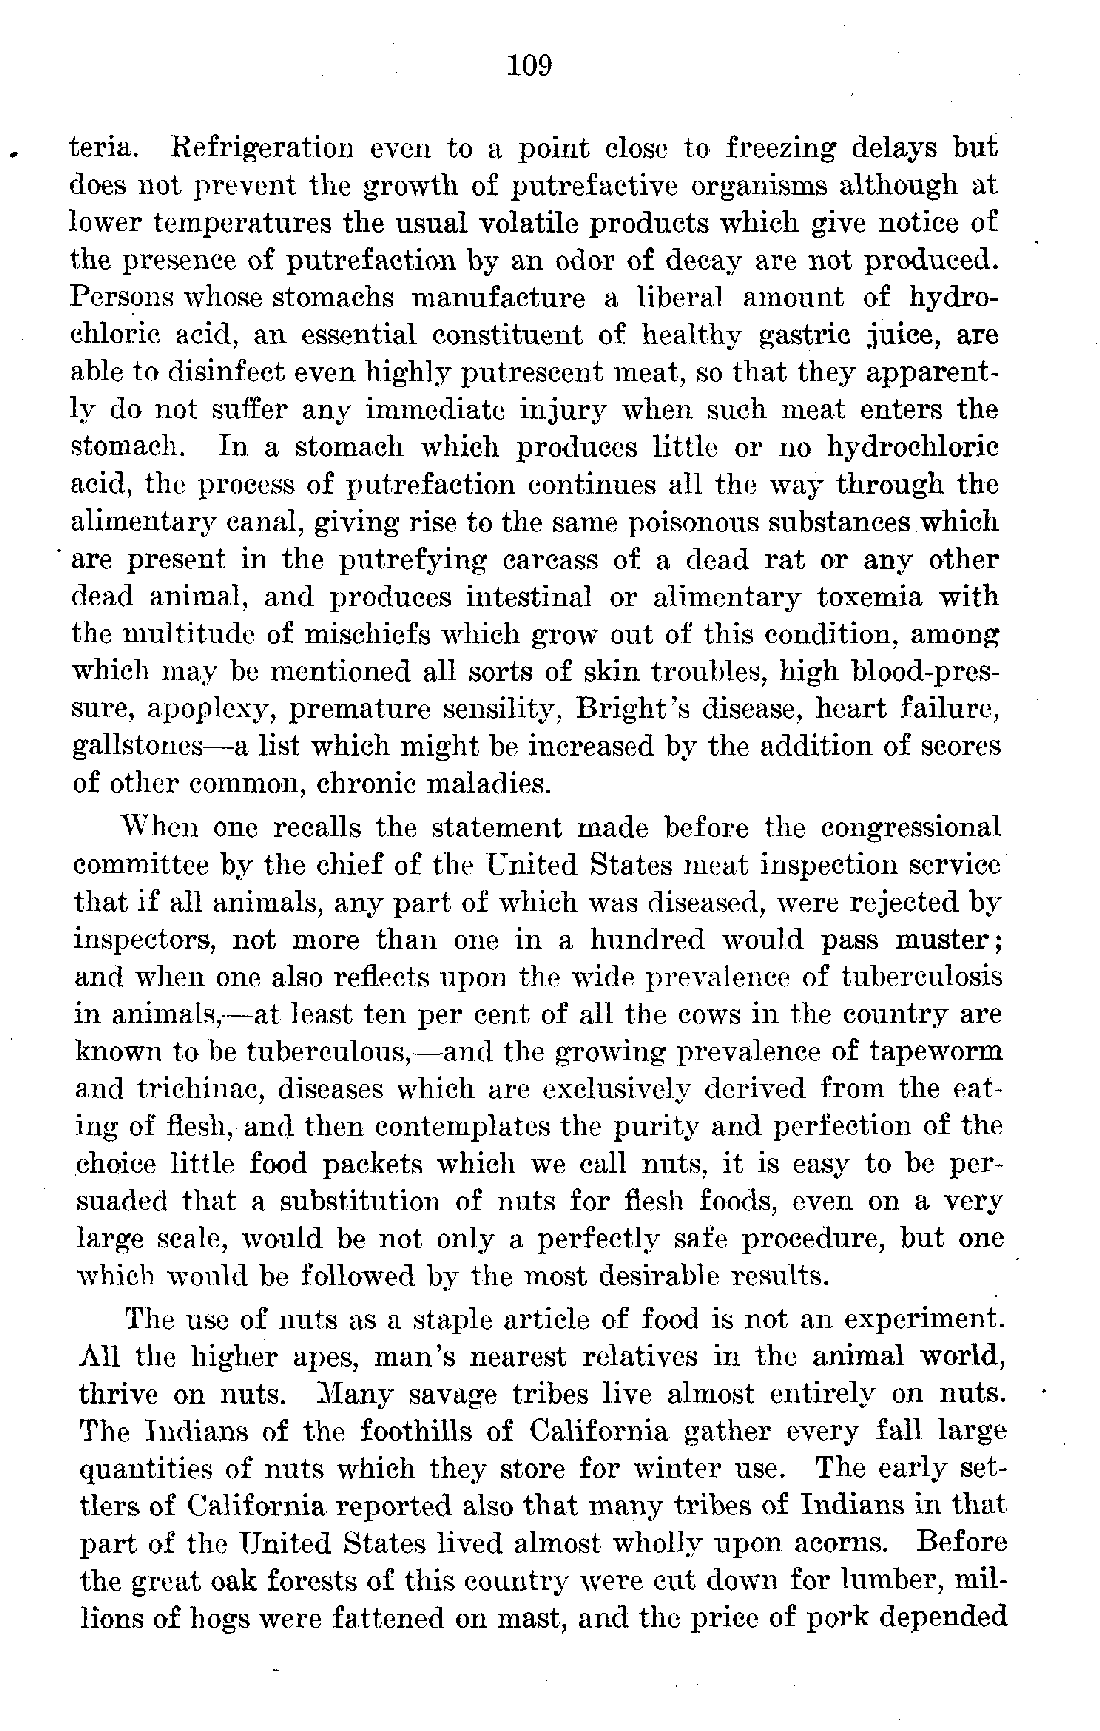 109
teria. Refrigeration even to a point close to freezing delays but
does not prevent the growth of putrefactive organisms although at
lower temperatures the usual volatile products which give notice of
the presence of putrefaction by an odor of decay are not produced.
Persons whose stomachs manufacture a liberal amount of hydro-
chloric acid, an essential constituent of healthy gastric juice, are
able to disinfect even highly putrescent meat, so that they apparent-
ly do not suffer any immediate injury when such meat enters the
stomach. In a stomach which produces little or no hydrochloric
acid, the process of putrefaction continues all the way through the
alimentary canal, giving rise to the same poisonous substances which
are present in the putrefying carcass of a dead rat or any other
dead animal, and produces intestinal or alimentary toxemia with
the multitude of mischiefs which grow out of this condition, among
which may be mentioned all sorts of skin troubles, high blood-pres-
sure, apoplexy, premature sensility, Bright's disease, heart failure,
gallstones—a list which might be increased by the addition of scores
of other common, chronic maladies.
When one recalls the statement made before the congressional
committee by the chief of the United States meat inspection service
that if all animals, any part of which was diseased, were rejected by
inspectors, not more than one in a hundred would pass muster;
and when one also reflects upon the wide prevalence of tuberculosis
in animals,—at least ten per cent of all the cows in the country are
known to be tuberculous,—and the growing prevalence of tapeworm
and trichinae, diseases which are exclusively derived from the eat-
ing of flesh, and then contemplates the purity and perfection of the
choice little food packets which we call nuts, it is easy to be per-
suaded that a substitution of nuts for flesh foods, even on a very
large scale, would be not only a perfectly safe procedure, but one
which would be followed by the most desirable results.
The use of nuts as a staple article of food is not an experiment.
All the higher apes, man's nearest relatives in the animal world,
thrive on nuts. Many savage tribes live almost entirely on nuts.
The Indians of the foothills of California gather every fall large
quantities of nuts which they store for winter use. The early set-
tlers of California reported also that many tribes of Indians in that
part of the United States lived almost wholly upon acorns. Before
the great oak forests of this country were cut down for lumber, mil-
lions of hogs were fattened on mast, and the price of pork depended